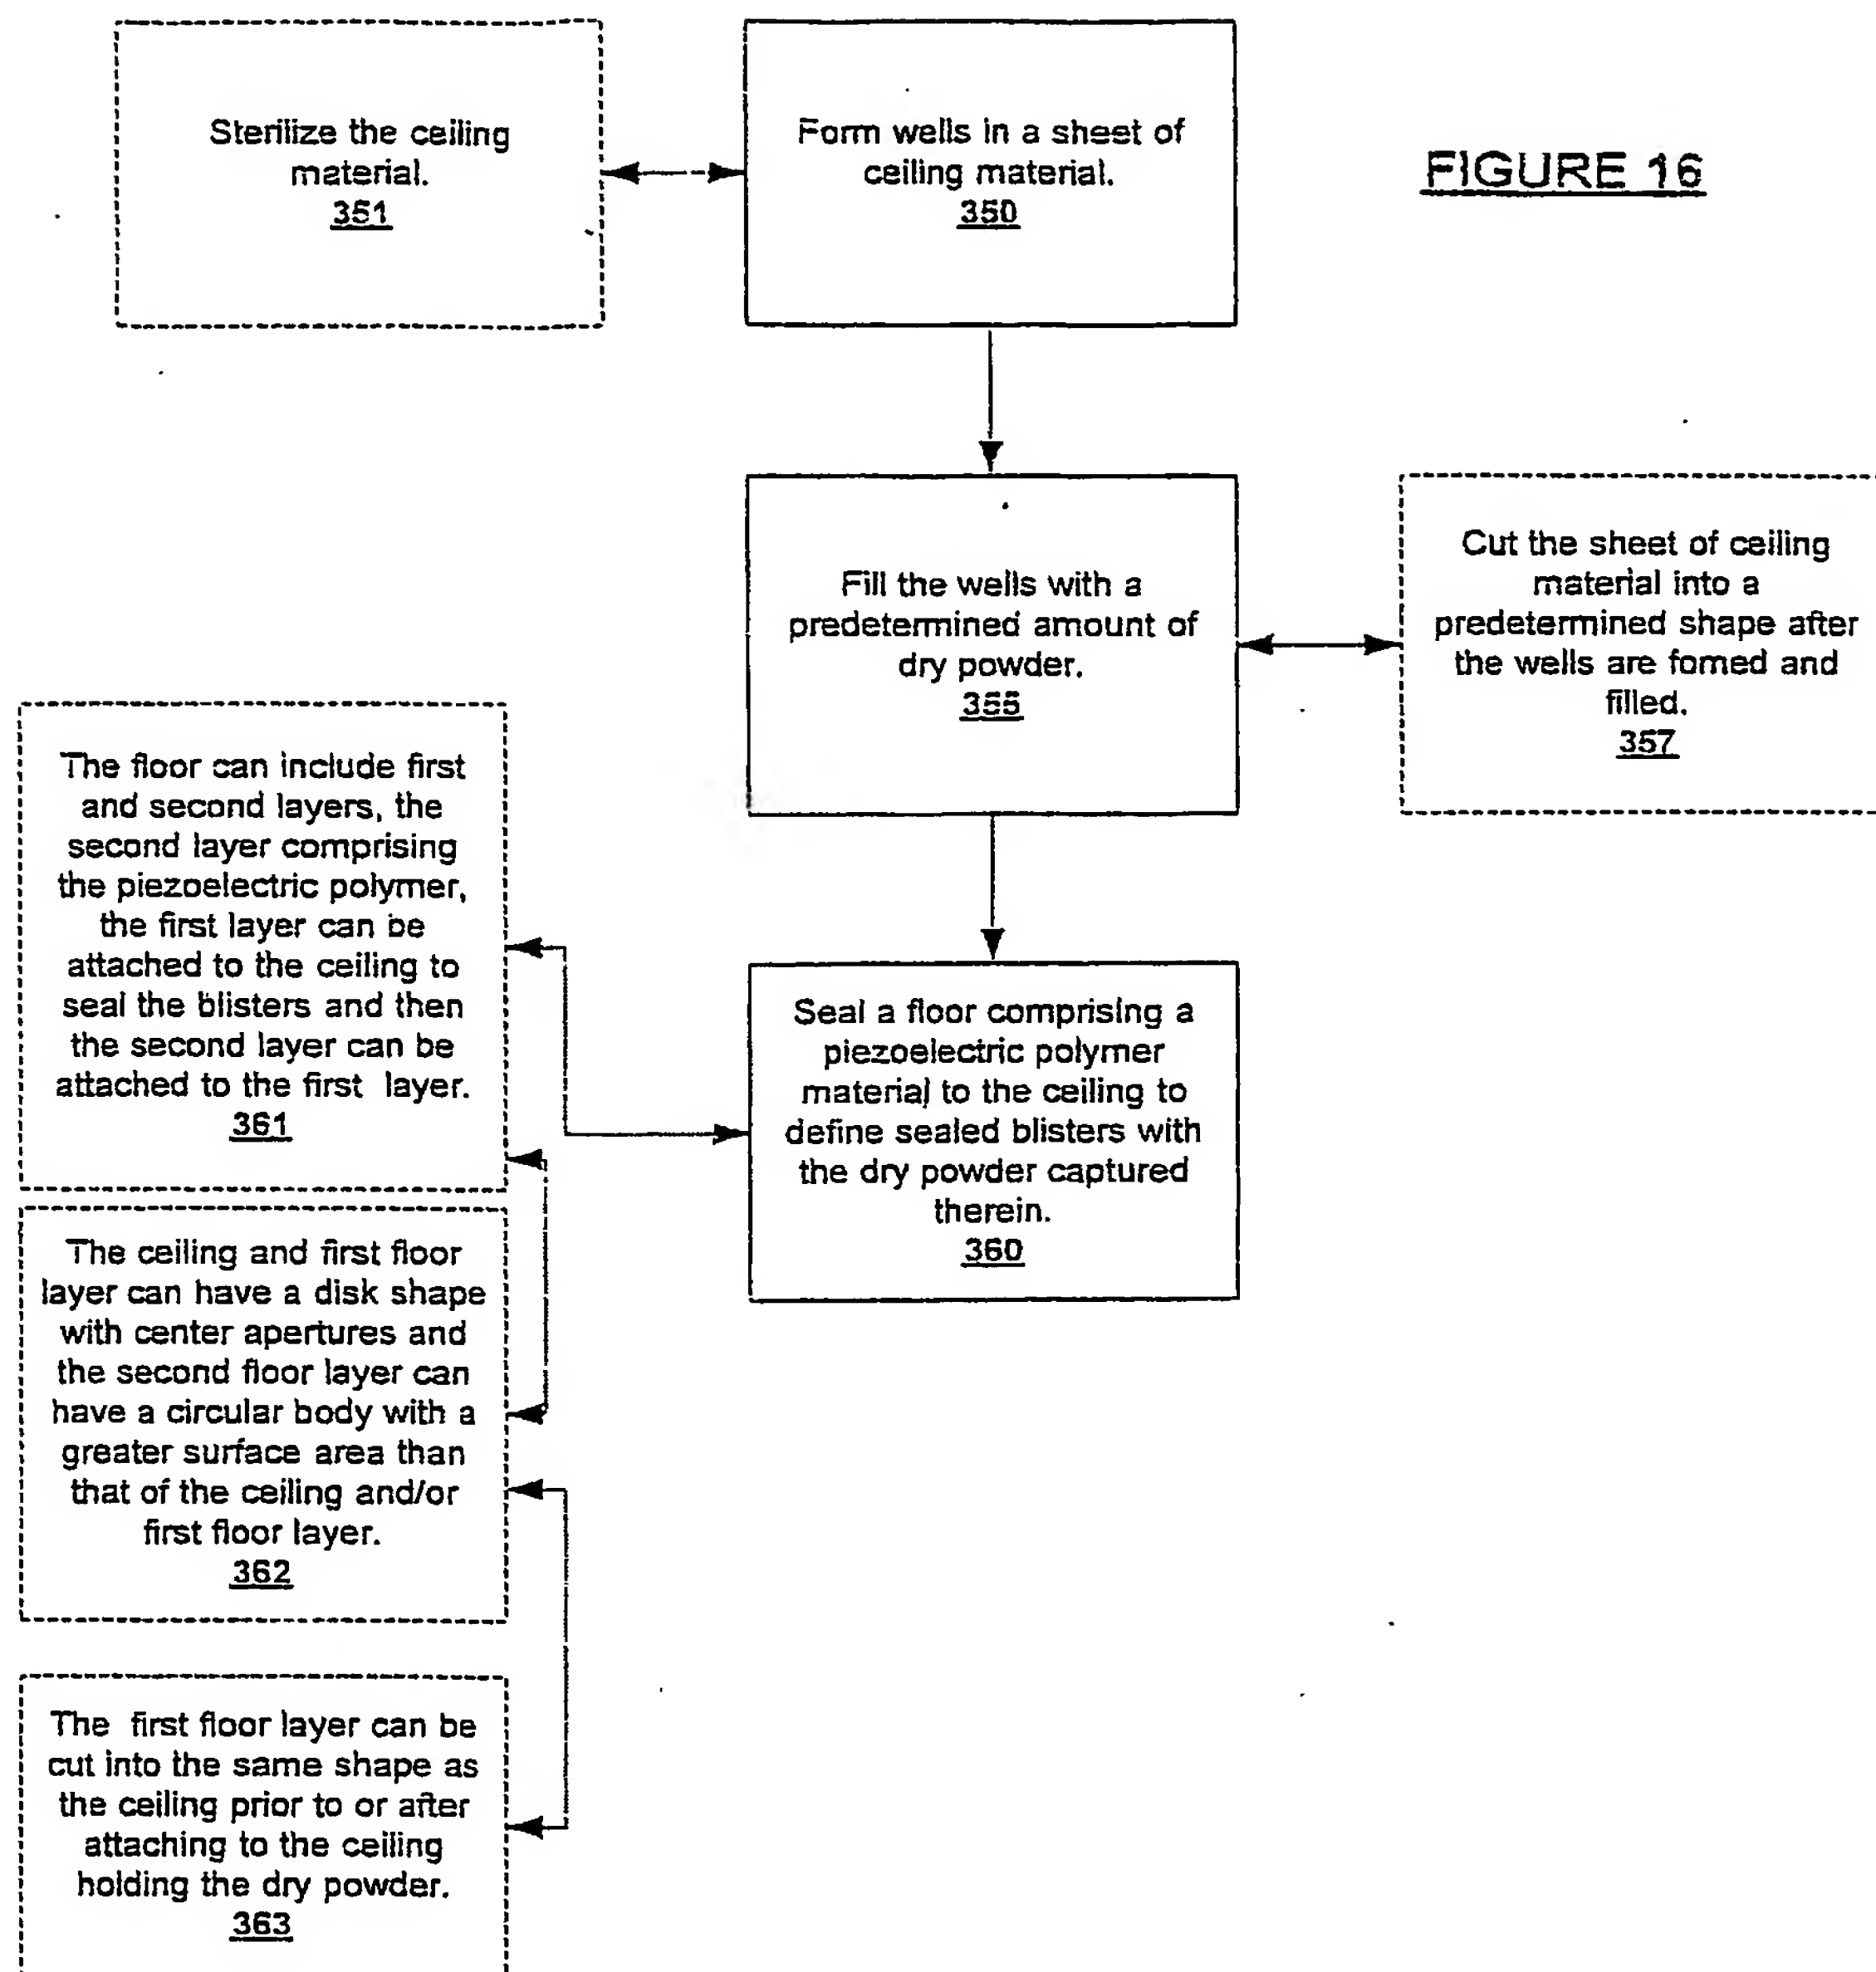 Sterilize the ceiling
material.
351
Form wells in a sheet of
ceiling material.
350
FIGURE 16
Fill the wells with a
predetermined amount of
dry powder.
355
Cut the sheet of ceiling
material into a
predetermined shape after
the wells are fomed and
filled.
357
The floor can include first
and second layers, the
second layer comprising
the piezoelectric polymer,
the first layer can be
attached to the ceiling to
seal the blisters and then
the second layer can be
attached to the first layer.
361
Seal a floor comprising a
piezoelectric polymer
material to the ceiling to
define sealed blisters with
the dry powder captured
therein.
360
The ceiling and first floor
layer can have a disk shape
with center apertures and
the second floor layer can
have a circular body with a
greater surface area than
that of the ceiling and/or
first floor layer.
362
The first floor layer can be
cut into the same shape as
the ceiling prior to or after
attaching to the ceiling
holding the dry powder.
363